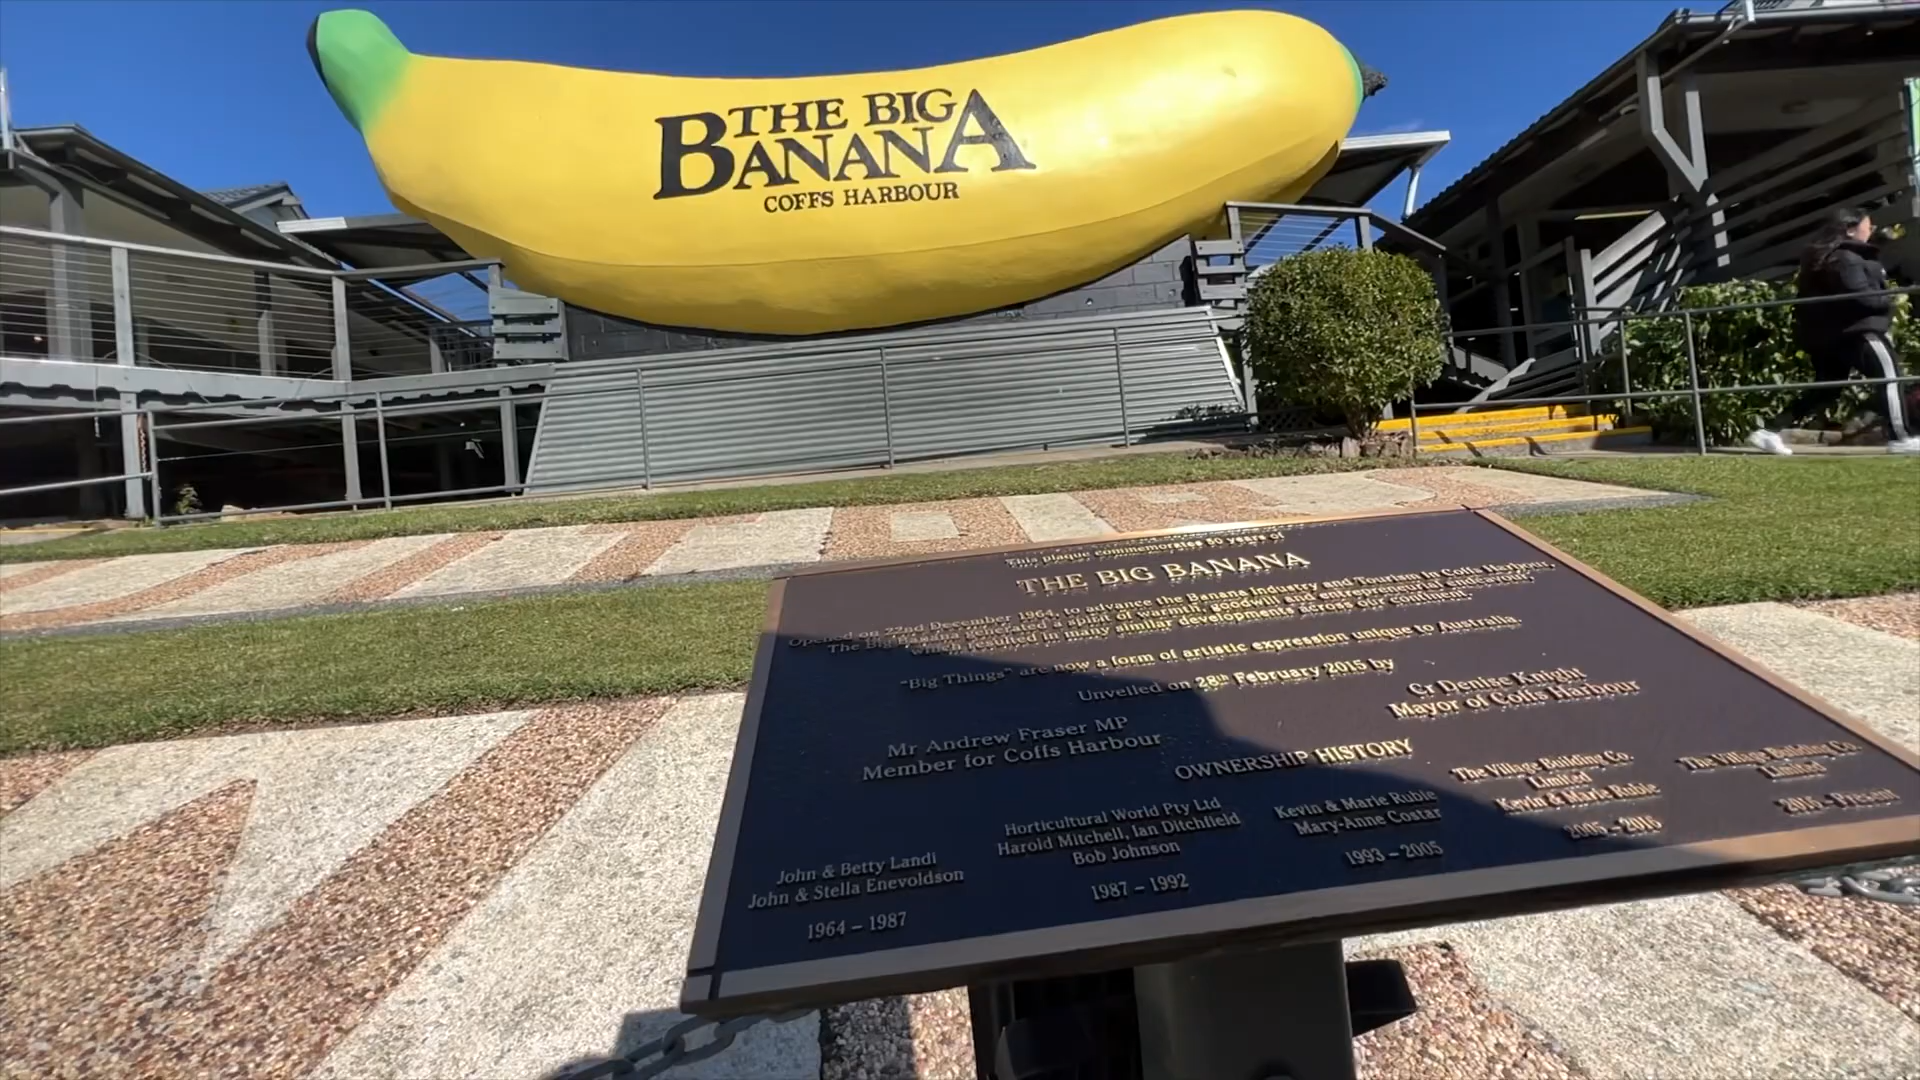 THE BIG
BANANA
COFFS HARBOUR
This plaque commemorates 50 years of
THE BIG BANANA
Opened on 22nd December 1964, to advance the Banana Industry and Tourism in Coffs Harbour.
The Big Banana generated a spirit of warmth, goodwill & entrepreneurial endeavour,
which resulted in many similar developments across our continent.
"Big Things" are now a form of artistic expression unique to Australia.
Unveiled on 28th February 2015 by
Mr Andrew Fraser MP
Member for Coffs Harbour
Cr Denise Knight
Mayor of Coffs Harbour
OWNERSHIP HISTORY
John & Betty Landi
John & Stella Enevoldson
1964 – 1987
Horticultural World Pty Ltd
Harold Mitchell, Ian Ditchfield
Bob Johnson
1987 – 1992
Kevin & Marie Rubie
Mary-Anne Costar
1993 – 2005
The Village Building Co.
Limited
Kevin & Marie Rubie
2005 – 2016
The Village Building Co.
Limited
2016 – Present